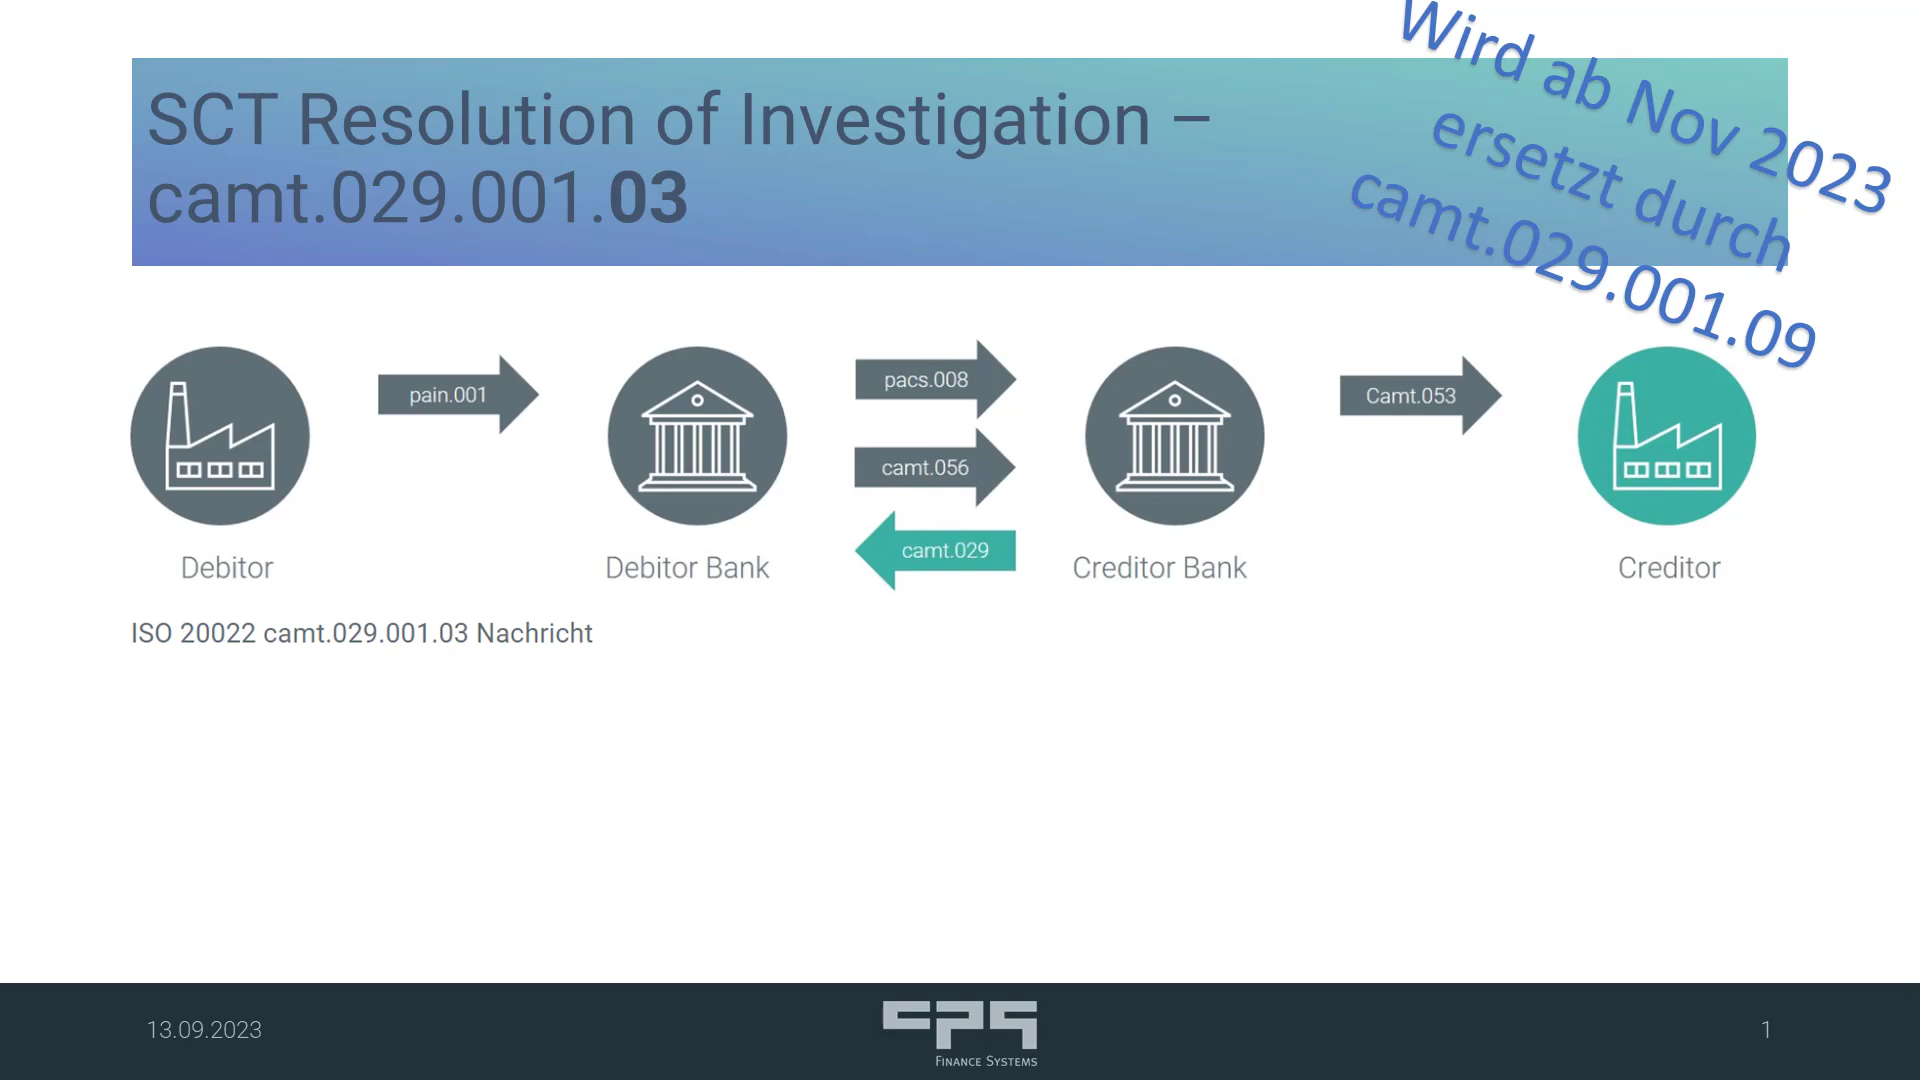 SCT Resolution of Investigation –
camt.029.001.03
Wird ab Nov 2023
ersetzt durch
camt.029.001.09
pain.001
pacs.008
camt.056
camt.029
Camt.053
Debitor
Debitor Bank
Creditor Bank
Creditor
ISO 20022 camt.029.001.03 Nachricht
13.09.2023
CPS
FINANCE SYSTEMS
1